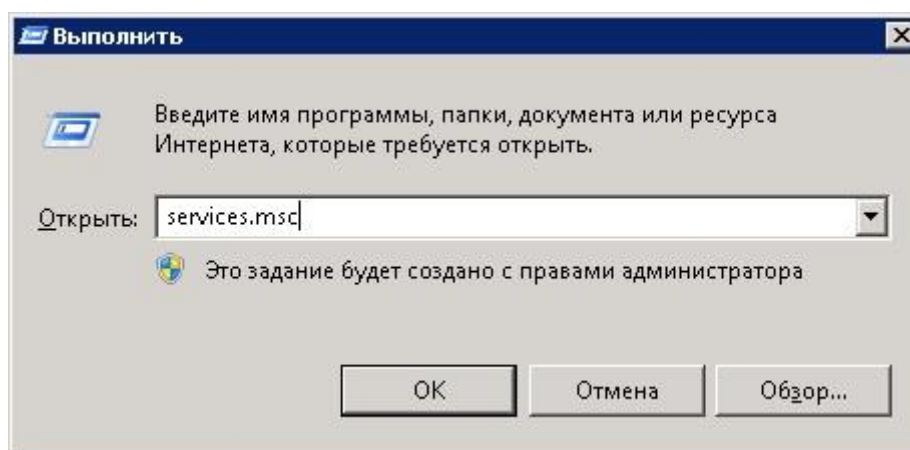 Выполнить
Введите имя программы, папки, документа или ресурса
Интернета, которые требуется открыть.
Открыть: services.msc
Это задание будет создано с правами администратора
OK Отмена Обзор...